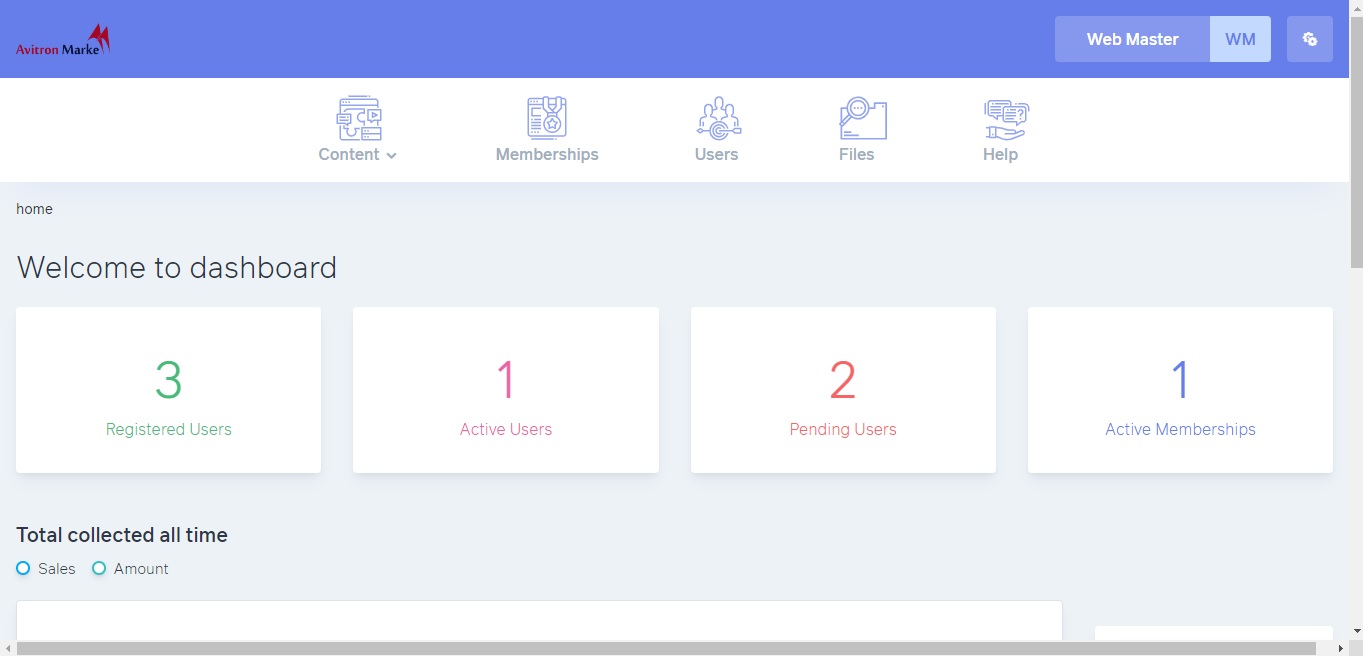 Avitron Marke
Web Master
WM
Content
Memberships
Users
Files
Help
home
Welcome to dashboard
3
Registered Users
1
Active Users
2
Pending Users
1
Active Memberships
Total collected all time
Sales
Amount